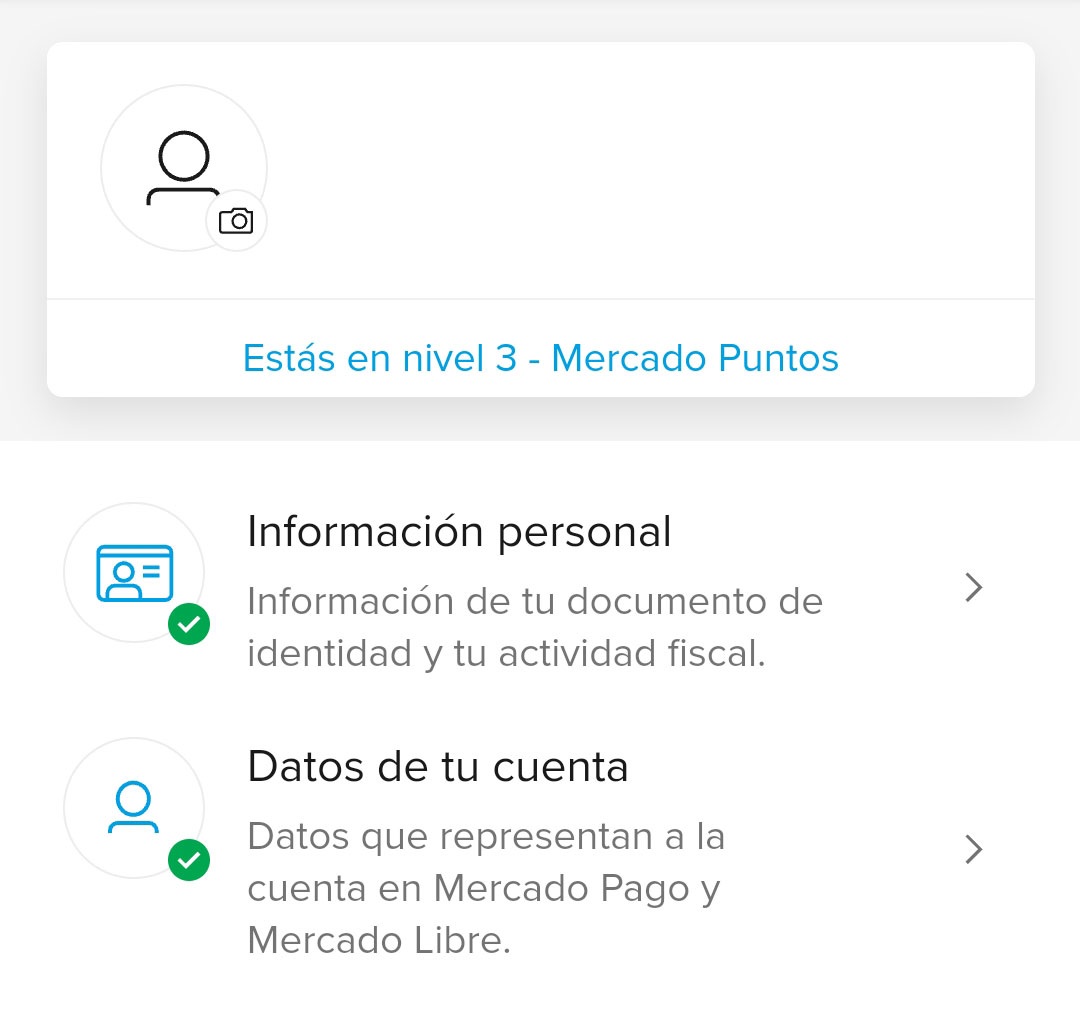 Estás en nivel 3 - Mercado Puntos
Información personal
Información de tu documento de
identidad y tu actividad fiscal.
Datos de tu cuenta
Datos que representan a la
cuenta en Mercado Pago y
Mercado Libre.